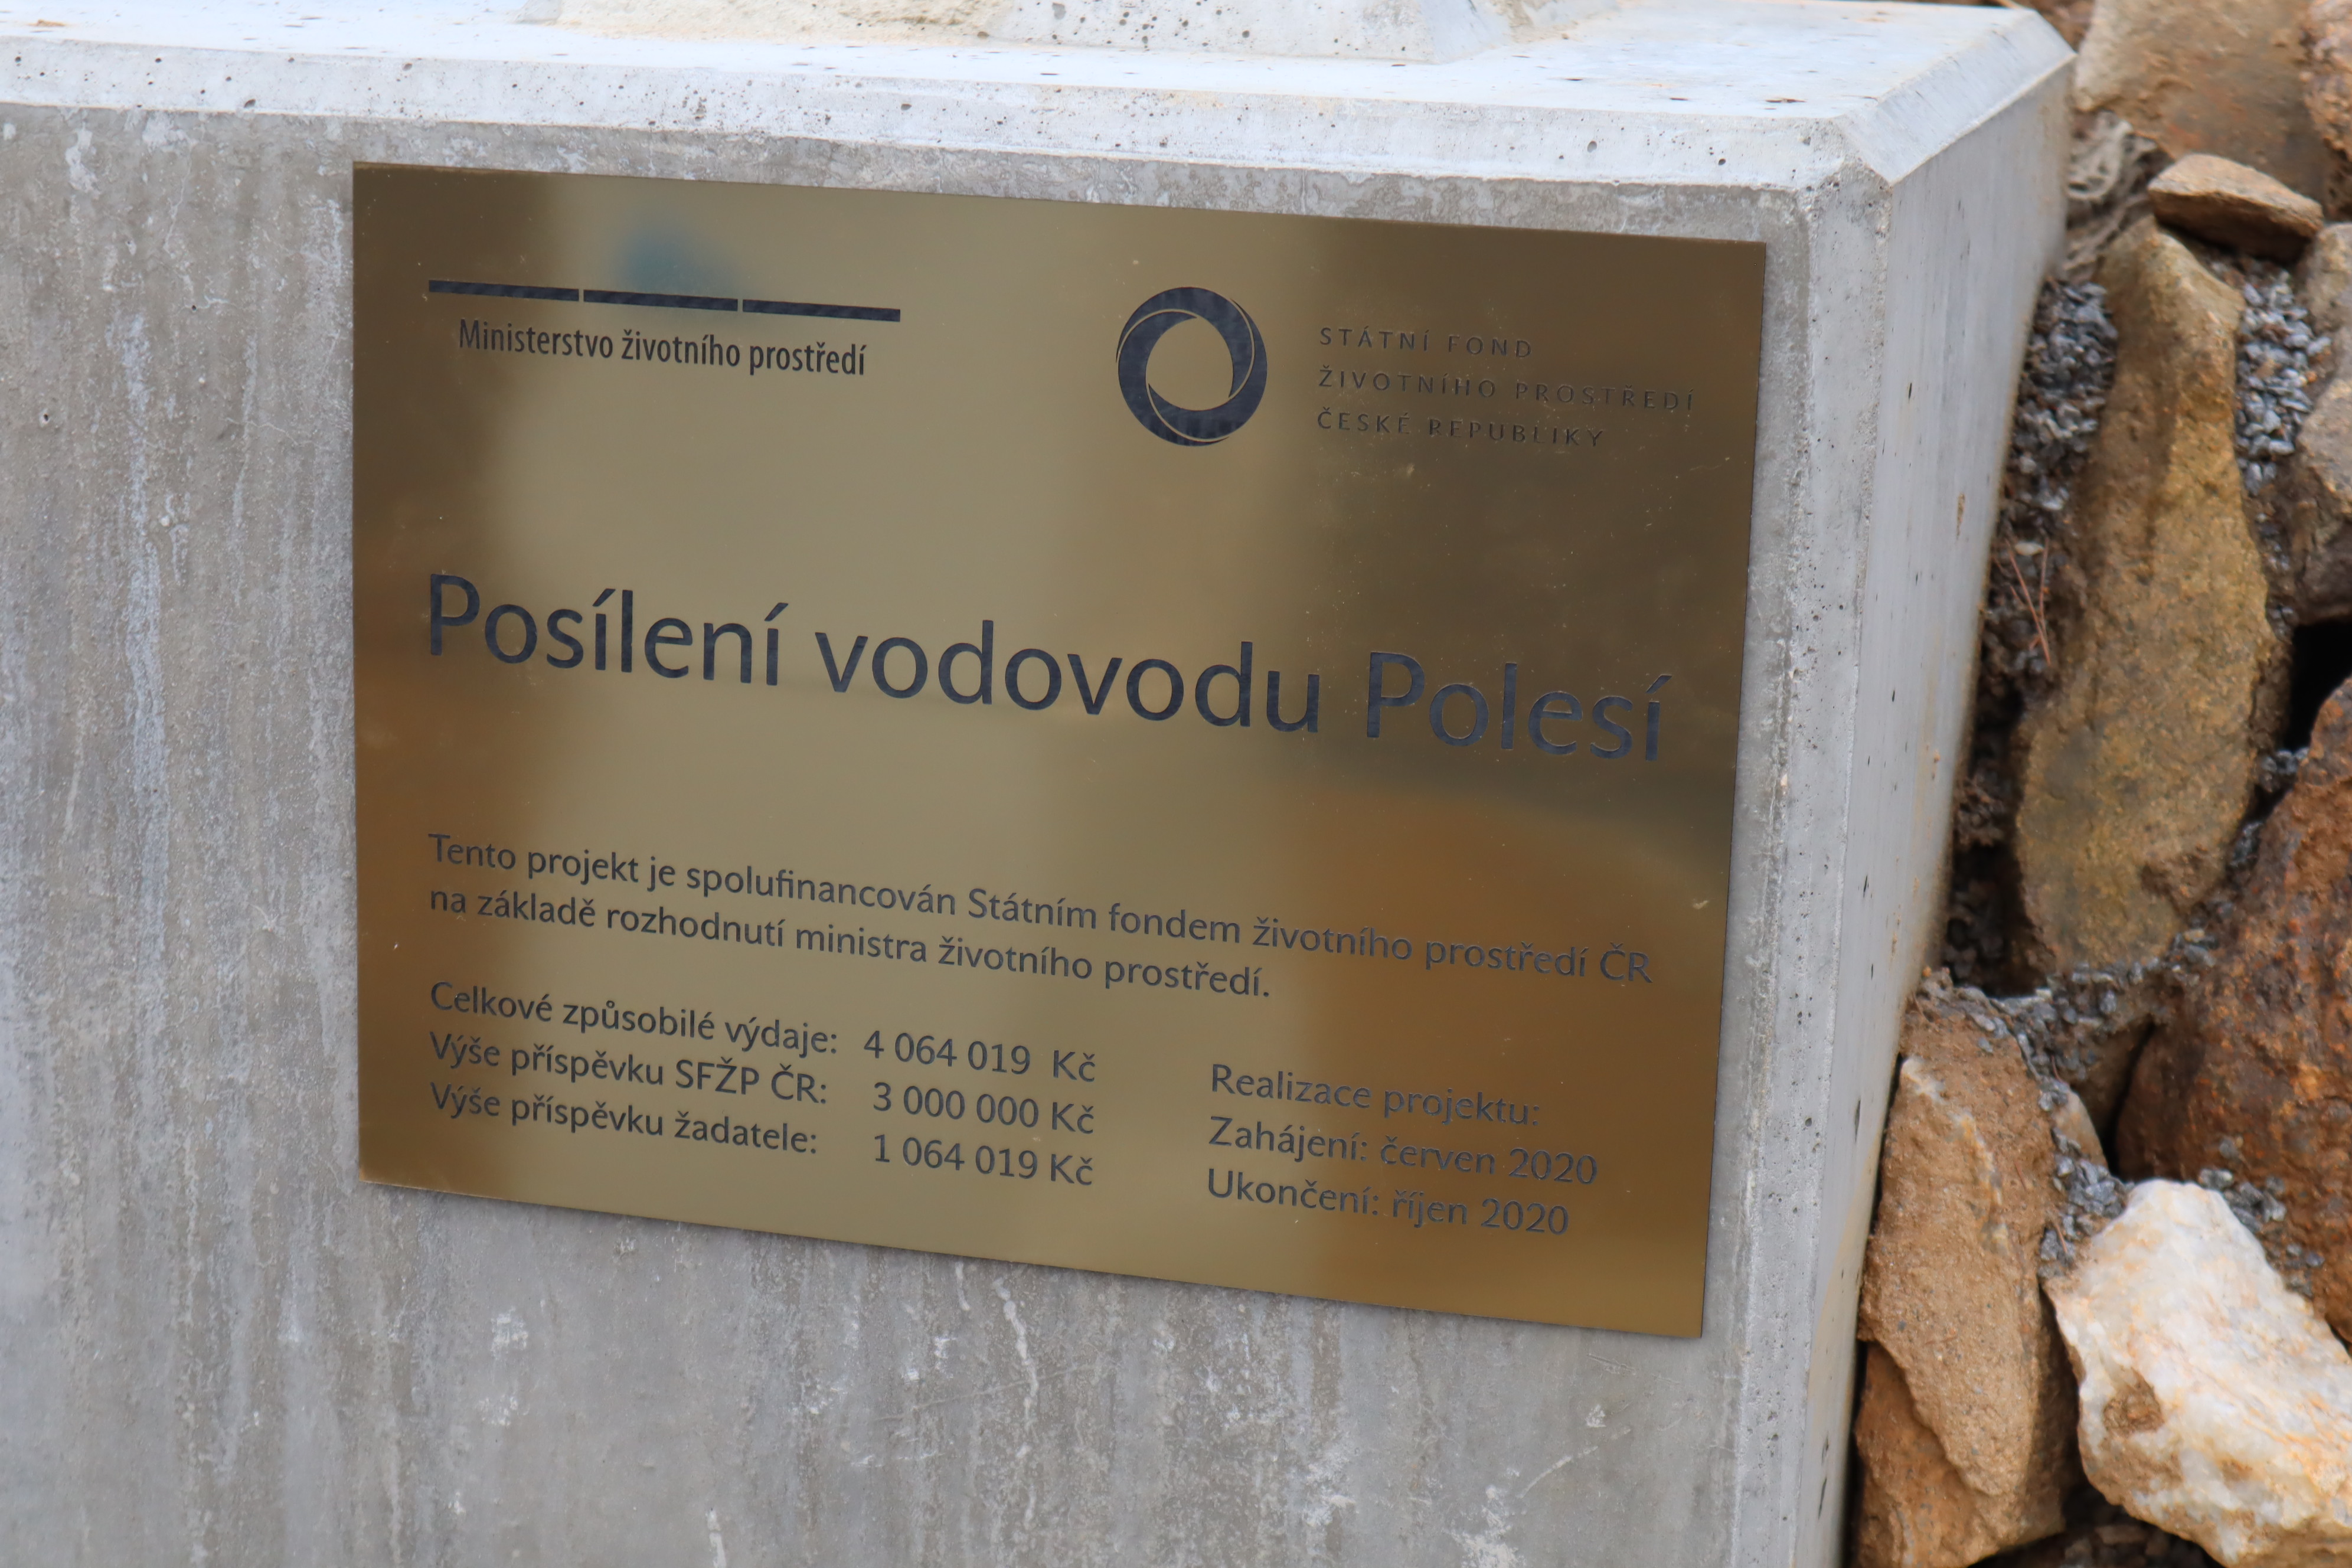 Ministerstvo životního prostředí
STÁTNÍ FOND
ŽIVOTNÍHO PROSTŘEDÍ
ČESKÉ REPUBLIKY
Posílení vodovodu Polesí
Tento projekt je spolufinancován Státním fondem životního prostředí ČR
na základě rozhodnutí ministra životního prostředí.
Celkové způsobilé výdaje: 4 064 019 Kč
Výše příspěvku SFŽP ČR: 3 000 000 Kč
Výše příspěvku žadatele: 1 064 019 Kč
Realizace projektu:
Zahájení: červen 2020
Ukončení: říjen 2020